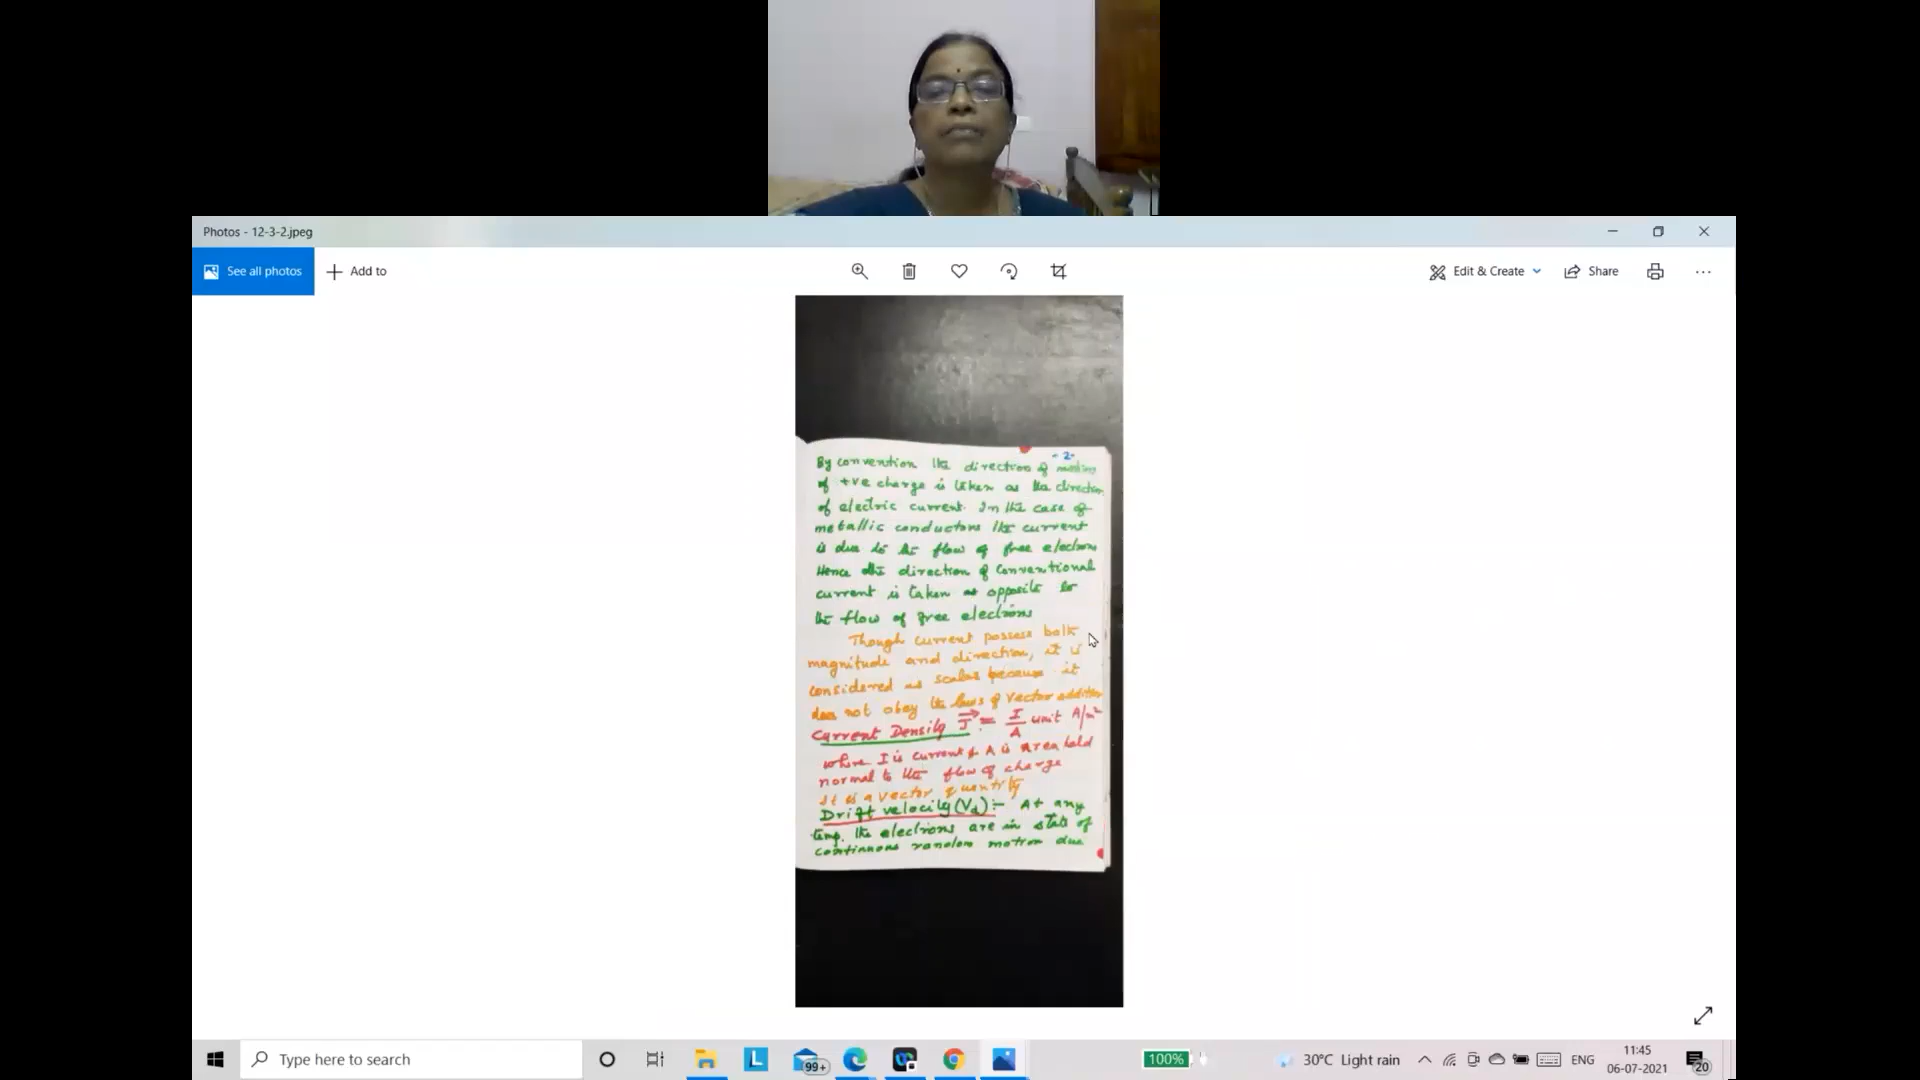 Photos - 12-3-2.jpeg
See all photos
Add to
Edit & Create
Share
-2-
By convention the direction of motion
of +ve charge is taken as the direction
of electric current. In the case of
metallic conductors the current
is due to the flow of free electrons
Hence the direction of conventional
current is taken as opposite to
the flow of free electrons
Though current possess both
magnitude and direction, it is
considered as scalar because it
does not obey the laws of vector addition
Current Density J⃗ = I/A unit A/m²
where I is current & A is area held
normal to the flow of charge
It is a vector quantity
Drift velocity (Vd) :- At any
temp. the electrons are in state of
continuous random motion due
Type here to search
L
99+
100%
30°C Light rain
ENG
11:45
06-07-2021
20